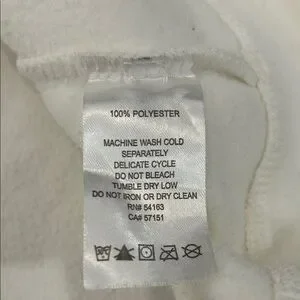 100% POLYESTER
MACHINE WASH COLD
SEPARATELY
DELICATE CYCLE
DO NOT BLEACH
TUMBLE DRY LOW
DO NOT IRON OR DRY CLEAN
RN# 54163
CA# 57151